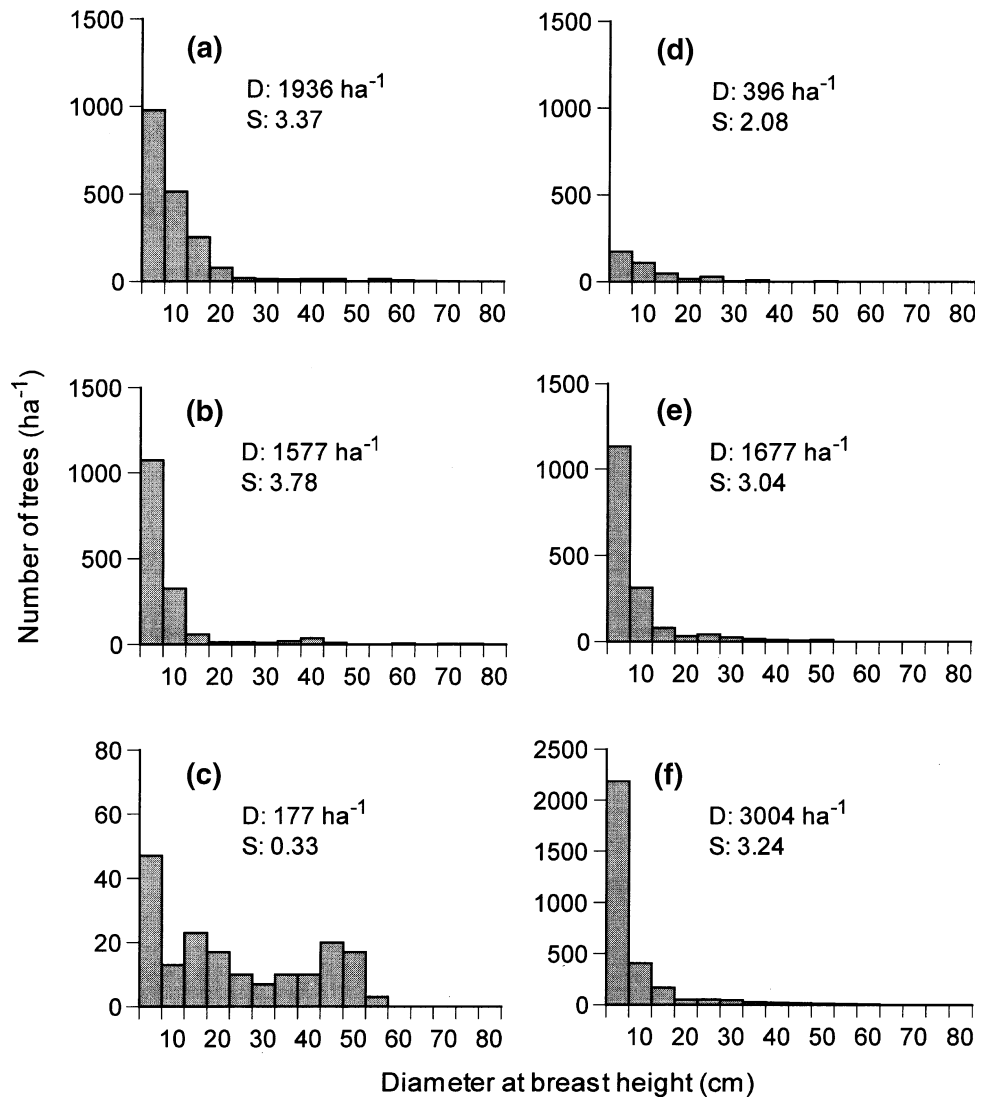 Number of trees (ha⁻¹)
(a)
D: 1936 ha⁻¹
S: 3.37
1500
1000
500
0
10 20 30 40 50 60 70 80
(d)
D: 396 ha⁻¹
S: 2.08
1500
1000
500
0
10 20 30 40 50 60 70 80
(b)
D: 1577 ha⁻¹
S: 3.78
1500
1000
500
0
10 20 30 40 50 60 70 80
(e)
D: 1677 ha⁻¹
S: 3.04
1500
1000
500
0
10 20 30 40 50 60 70 80
(c)
D: 177 ha⁻¹
S: 0.33
80
60
40
20
0
10 20 30 40 50 60 70 80
(f)
D: 3004 ha⁻¹
S: 3.24
2500
2000
1500
1000
500
0
10 20 30 40 50 60 70 80
Diameter at breast height (cm)